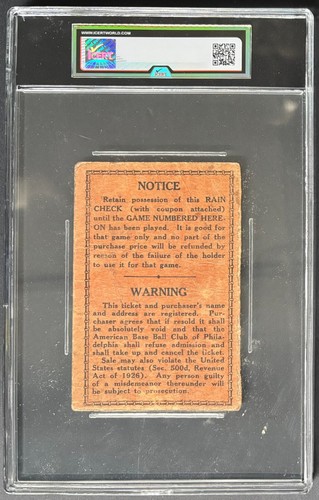 WWW.ICERTWORLD.COM
iCert
NOTICE
Retain possession of this RAIN
CHECK (with coupon attached)
until the GAME NUMBERED HERE-
ON has been played. It is good for
that game only and no part of the
purchase price will be refunded by
reason of the failure of the holder
to use it for that game.
WARNING
This ticket and purchaser's name
and address are registered. Pur-
chaser agrees that if resold it shall
be absolutely void and that the
American Base Ball Club of Phila-
delphia shall refuse admission and
shall take up and cancel the ticket.
Sale may also violate the United
States statutes (Sec. 500d, Revenue
Act of 1926). Any person guilty
of a misdemeanor thereunder will
be subject to prosecution.